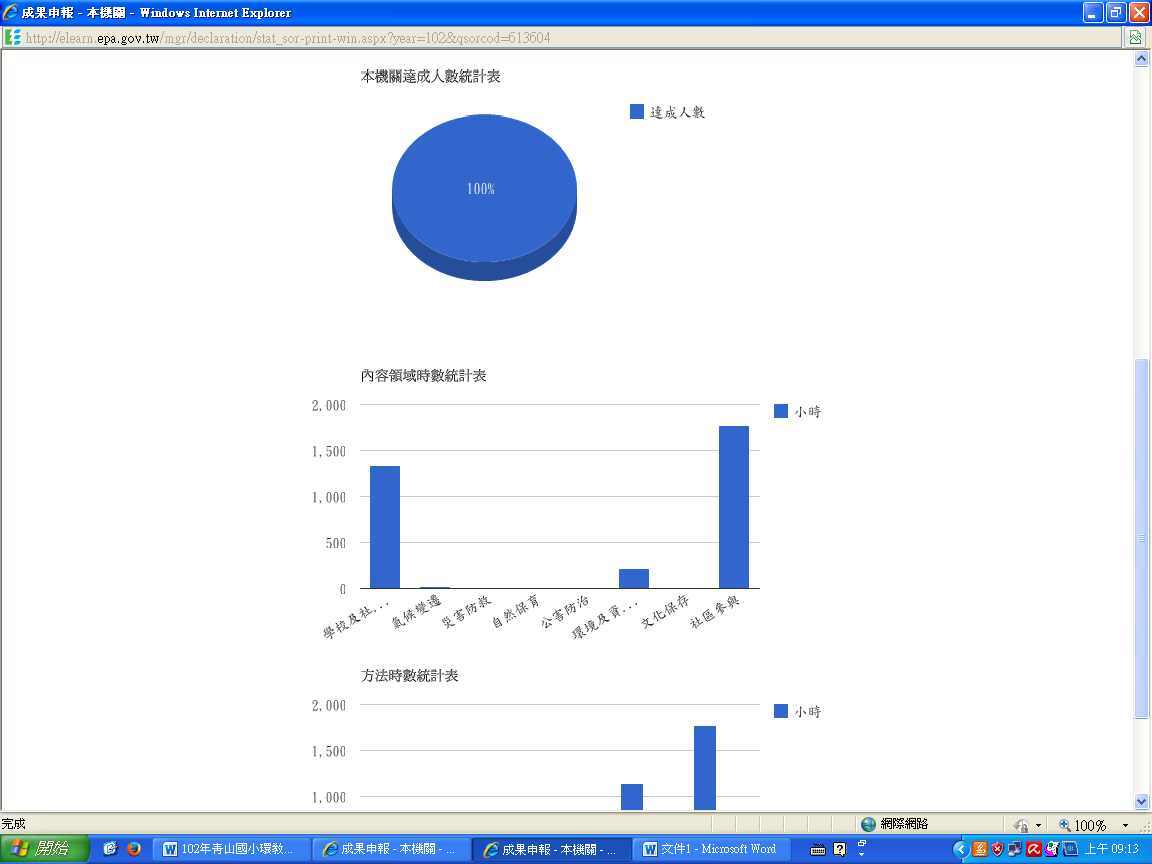 成果申報 - 本機關 - Windows Internet Explorer
http://elearn.epa.gov.tw/mgr/declaration/stat_sor-print-win.aspx?year=102&qsorcod=613604
本機關達成人數統計表
達成人數
100%
內容領域時數統計表
小時
2,000
1,500
1,000
500
0
學校及社...
氣候變遷
災害防救
自然保育
公害防治
環境及資...
文化保存
社區參與
方法時數統計表
小時
2,000
1,500
1,000
完成
網際網路
100%
開始
102年青山國小環教...
成果申報 - 本機關 - ...
成果申報 - 本機關 - ...
文件1 - Microsoft Word
上午 09:13